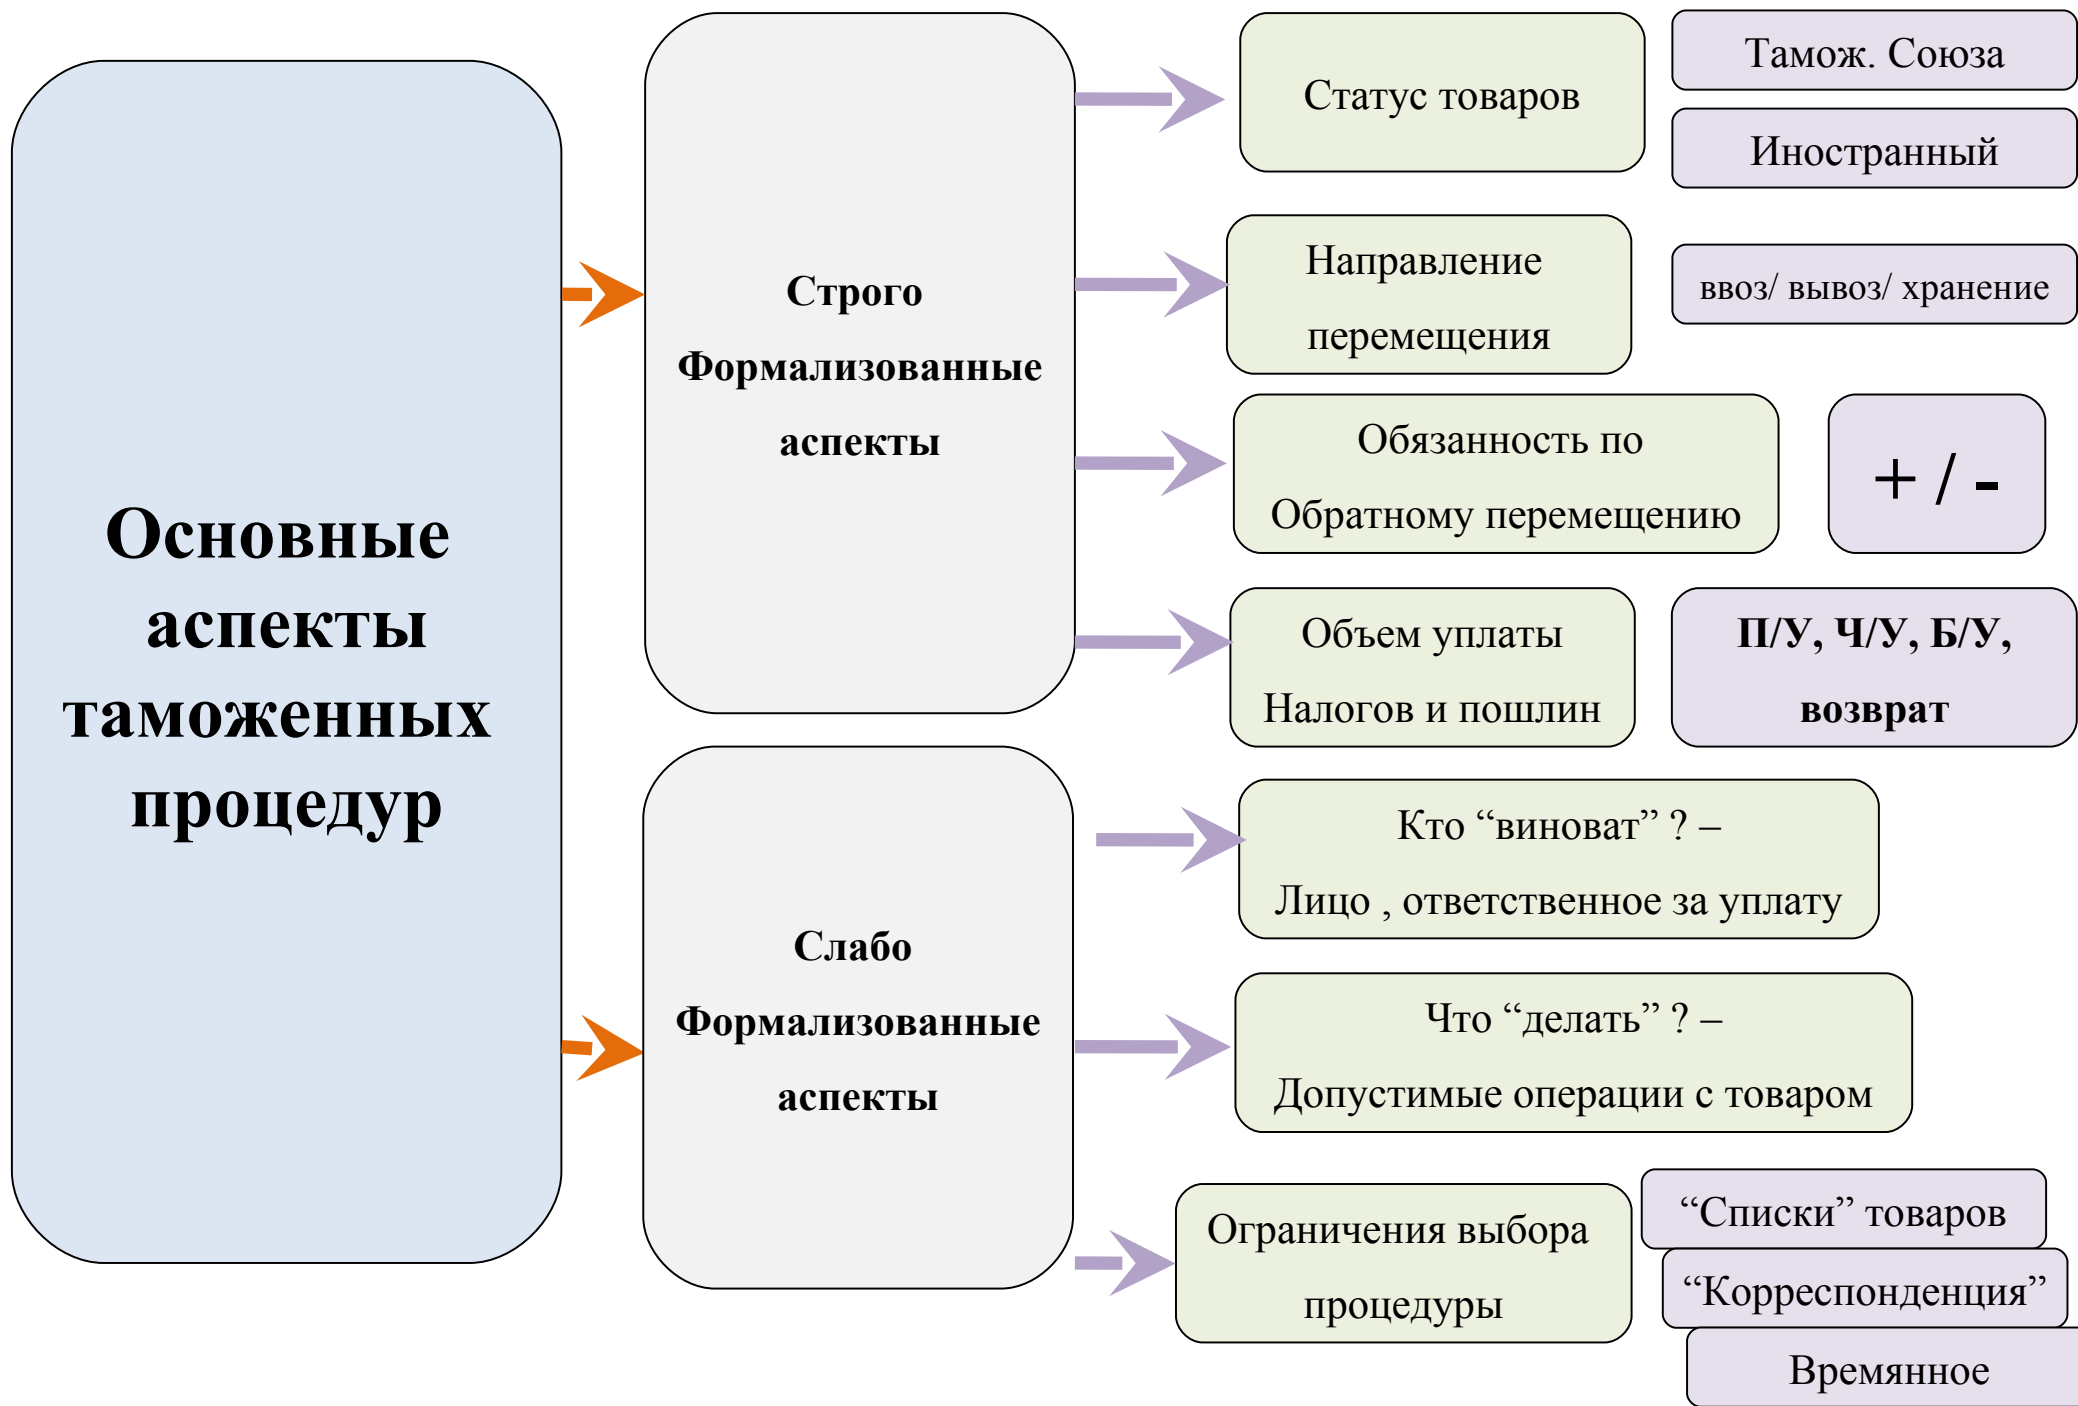 Основные
аспекты
таможенных
процедур
Строго
Формализованные
аспекты
Статус товаров
Тамож. Союза
Иностранный
Направление
перемещения
ввоз/ вывоз/ хранение
Обязанность по
Обратному перемещению
+ / -
Объем уплаты
Налогов и пошлин
П/У, Ч/У, Б/У,
возврат
Слабо
Формализованные
аспекты
Кто “виноват” ? –
Лицо , ответственное за уплату
Что “делать” ? –
Допустимые операции с товаром
Ограничения выбора
процедуры
“Списки” товаров
“Корреспонденция”
Времянное